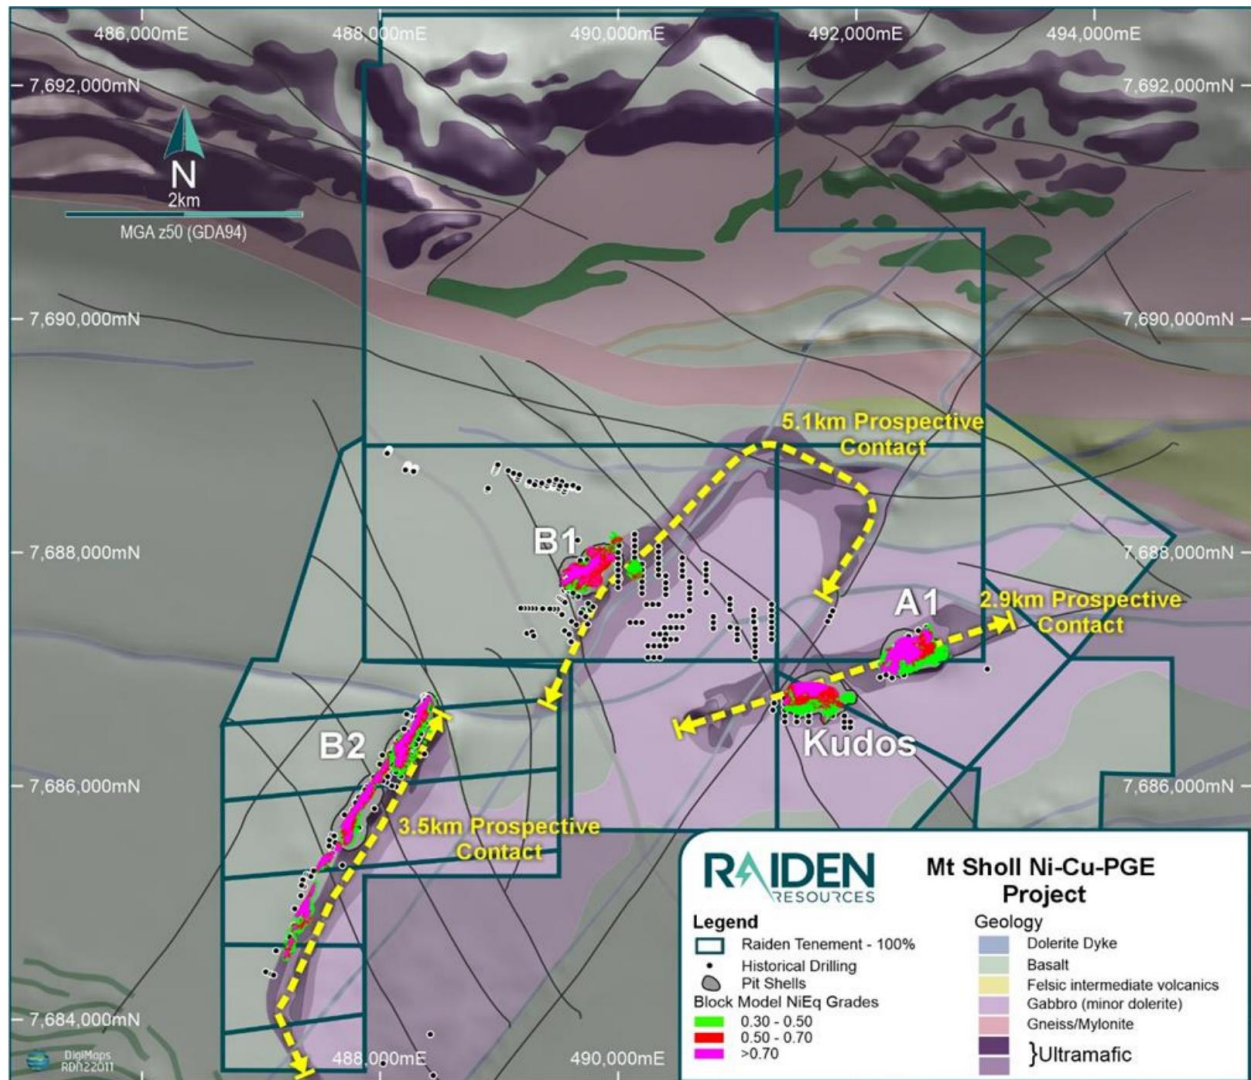 486,000mE
488,000mE
490,000mE
492,000mE
494,000mE
7,692,000mN
7,692,000mN
N
2km
MGA z50 (GDA94)
7,690,000mN
7,690,000mN
5.1km Prospective
Contact
B1
7,688,000mN
7,688,000mN
A1
2.9km Prospective
Contact
B2
Kudos
7,686,000mN
7,686,000mN
3.5km Prospective
Contact
7,684,000mN
488,000mE
490,000mE
DigiMaps
RDN22011
RAIDEN
RESOURCES
Mt Sholl Ni-Cu-PGE
Project
Legend
Raiden Tenement - 100%
Historical Drilling
Pit Shells
Block Model NiEq Grades
0.30 - 0.50
0.50 - 0.70
>0.70
Geology
Dolerite Dyke
Basalt
Felsic intermediate volcanics
Gabbro (minor dolerite)
Gneiss/Mylonite
}Ultramafic